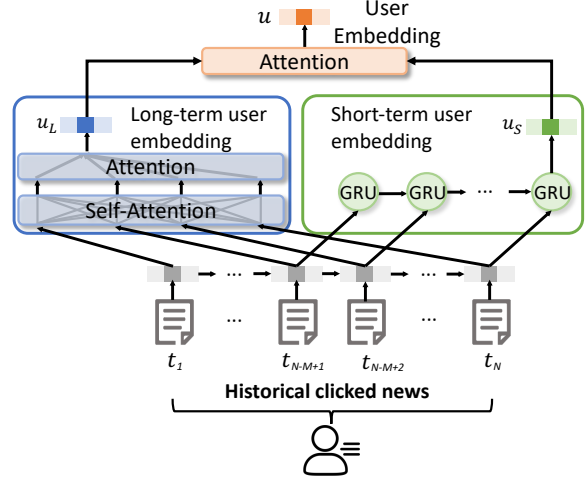 u
User
Embedding
Attention
u_L
Long-term user
embedding
Short-term user
embedding
u_S
Attention
Self-Attention
GRU
GRU
...
GRU
... ...
t_1 ... t_{N-M+1} t_{N-M+2} ... t_N
Historical clicked news